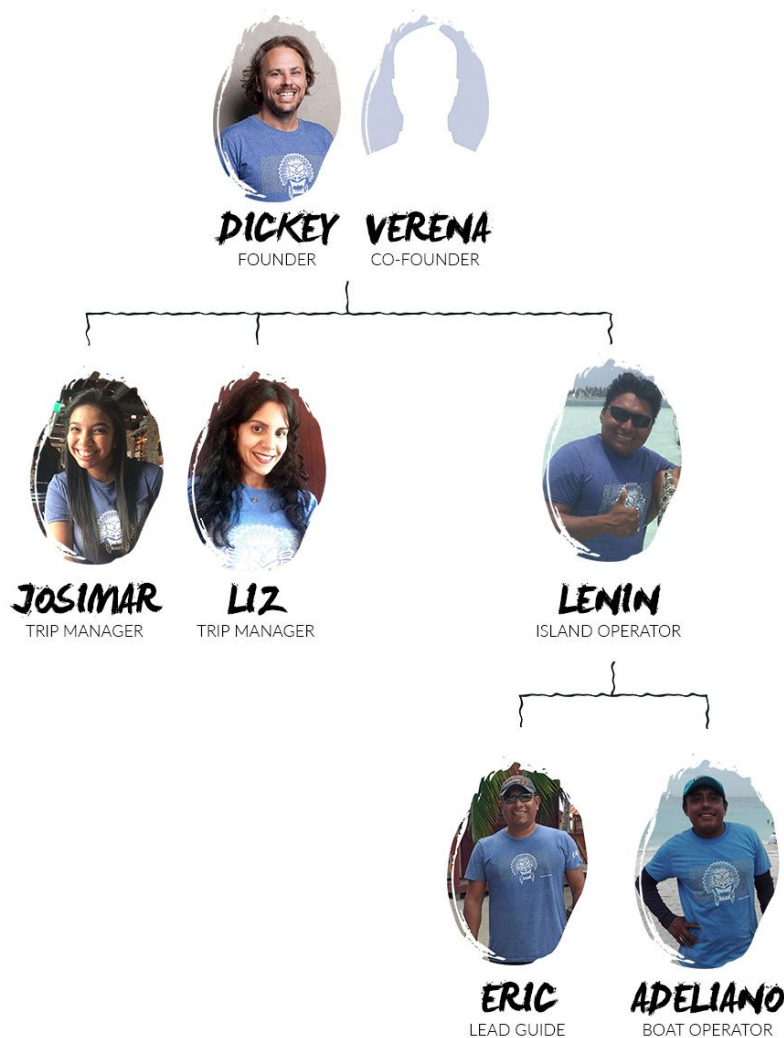 DICKEY VERENA
FOUNDER CO-FOUNDER
JOSIMAR LIZ LENIN
TRIP MANAGER TRIP MANAGER ISLAND OPERATOR
ERIC ADELIANO
LEAD GUIDE BOAT OPERATOR